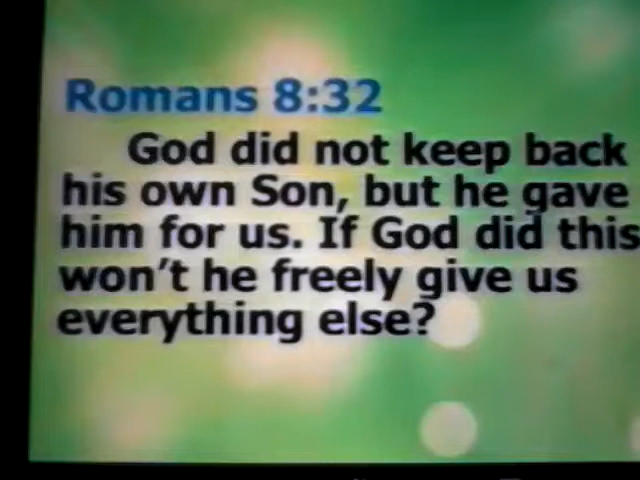 Romans 8:32
God did not keep back
his own Son, but he gave
him for us. If God did this
won't he freely give us
everything else?